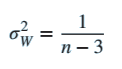 σ²_W = 1 / (n − 3)